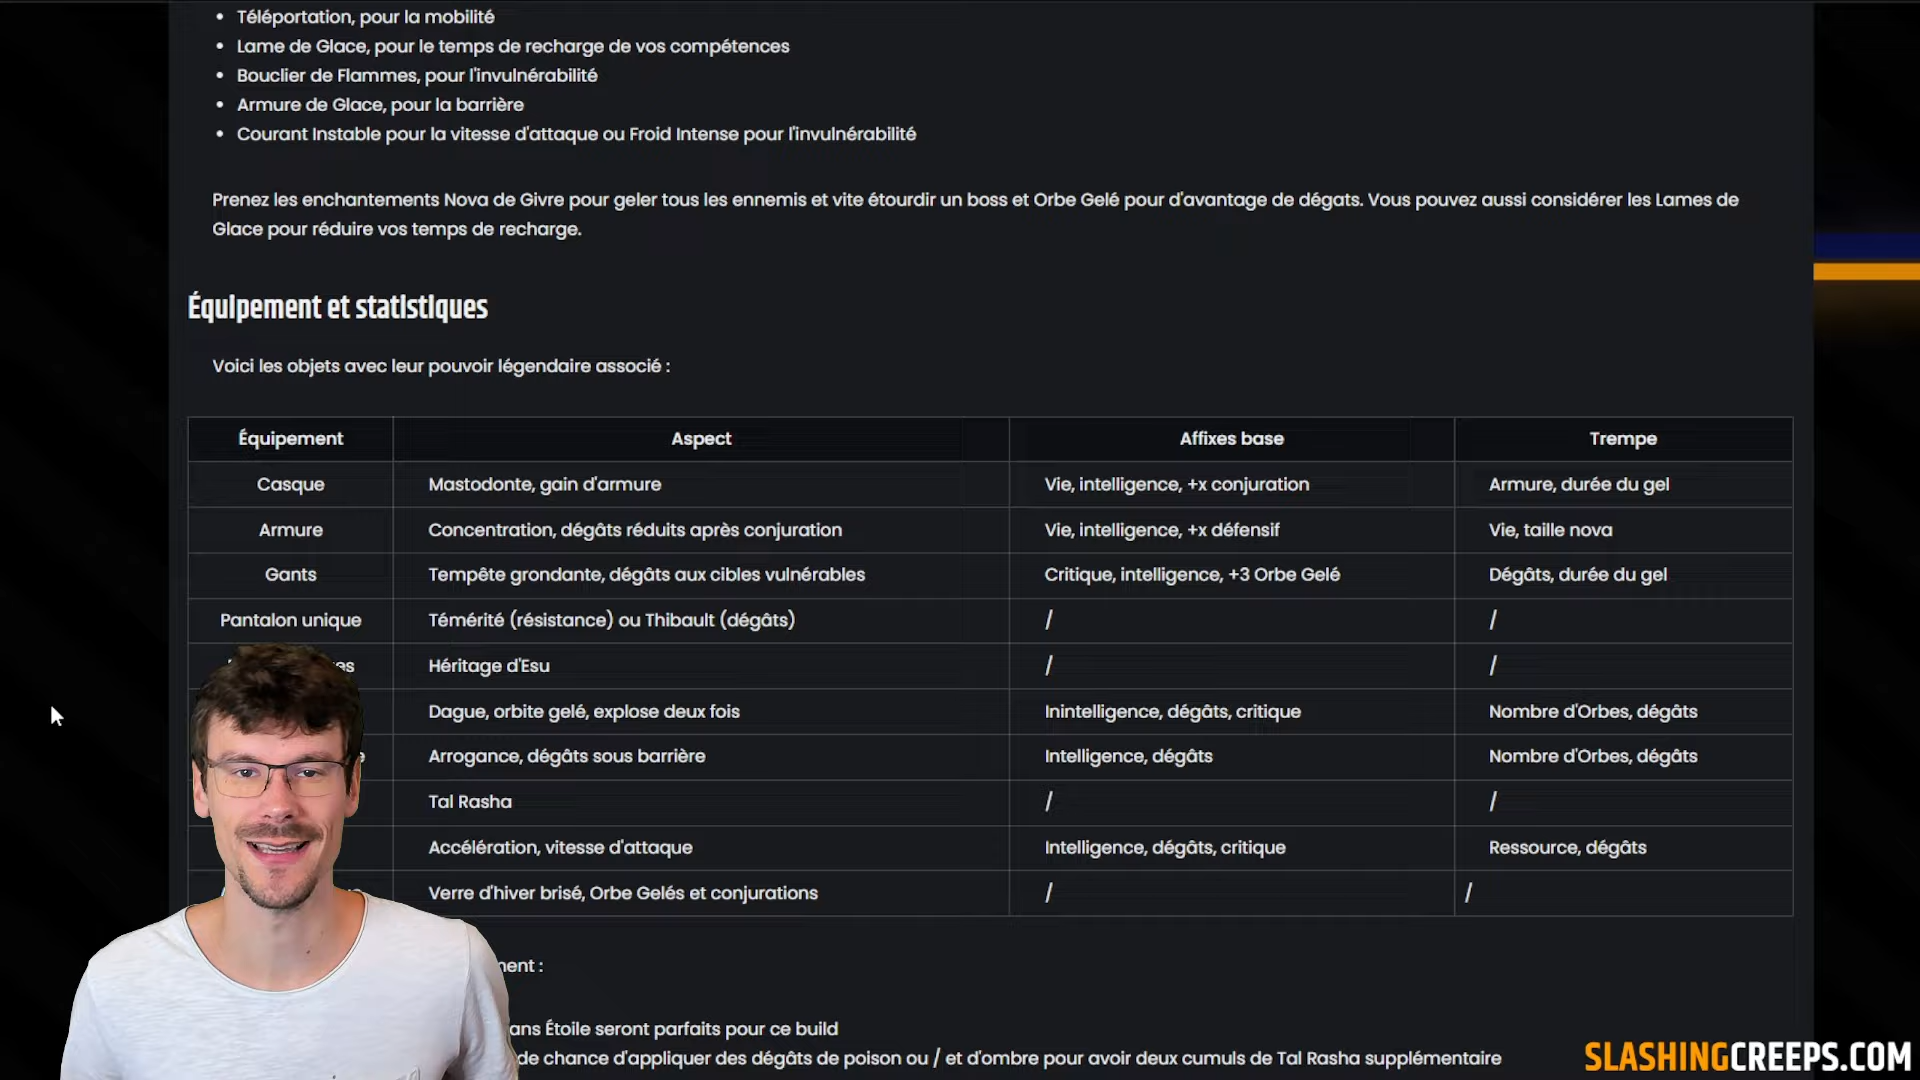 Téléportation, pour la mobilité
Lame de Glace, pour le temps de recharge de vos compétences
Bouclier de Flammes, pour l'invulnérabilité
Armure de Glace, pour la barrière
Courant Instable pour la vitesse d'attaque ou Froid Intense pour l'invulnérabilité
Prenez les enchantements Nova de Givre pour geler tous les ennemis et vite étourdir un boss et Orbe Gelé pour d'avantage de dégats. Vous pouvez aussi considérer les Lames de
Glace pour réduire vos temps de recharge.
Équipement et statistiques
Voici les objets avec leur pouvoir légendaire associé :
Équipement Aspect Affixes base Trempe
Casque Mastodonte, gain d'armure Vie, intelligence, +x conjuration Armure, durée du gel
Armure Concentration, dégâts réduits après conjuration Vie, intelligence, +x défensif Vie, taille nova
Gants Tempête grondante, dégâts aux cibles vulnérables Critique, intelligence, +3 Orbe Gelé Dégâts, durée du gel
Pantalon unique Témérité (résistance) ou Thibault (dégâts) / /
Héritage d'Esu / /
Dague, orbite gelé, explose deux fois Inintelligence, dégâts, critique Nombre d'Orbes, dégâts
Arrogance, dégâts sous barrière Intelligence, dégâts Nombre d'Orbes, dégâts
Tal Rasha / /
Accélération, vitesse d'attaque Intelligence, dégâts, critique Ressource, dégâts
Verre d'hiver brisé, Orbe Gelés et conjurations / /
Étoile seront parfaits pour ce build
de chance d'appliquer des dégâts de poison ou / et d'ombre pour avoir deux cumuls de Tal Rasha supplémentaire
SLASHINGCREEPS.COM